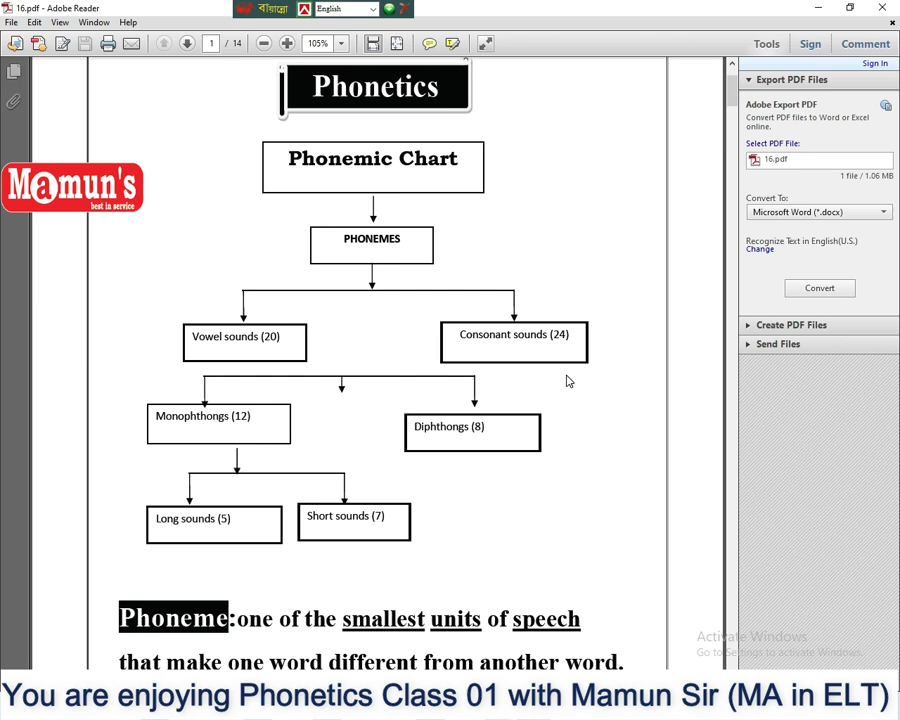 16.pdf - Adobe Reader
বায়ান্নো
English
File Edit View Window Help
1 / 14
105%
Tools Sign Comment
Sign In
Export PDF Files
Adobe Export PDF
Convert PDF files to Word or Excel
online.
Select PDF File:
16.pdf
1 file / 1.06 MB
Convert To:
Microsoft Word (*.docx)
Recognize Text in English(U.S.)
Change
Convert
Create PDF Files
Send Files
Mamun's
best in service
Phonetics
Phonemic Chart
PHONEMES
Vowel sounds (20)
Consonant sounds (24)
Monophthongs (12)
Diphthongs (8)
Long sounds (5)
Short sounds (7)
Phoneme:one of the smallest units of speech
that make one word different from another word.
Activate Windows
Go to Settings to activate Windows.
You are enjoying Phonetics Class 01 with Mamun Sir (MA in ELT)